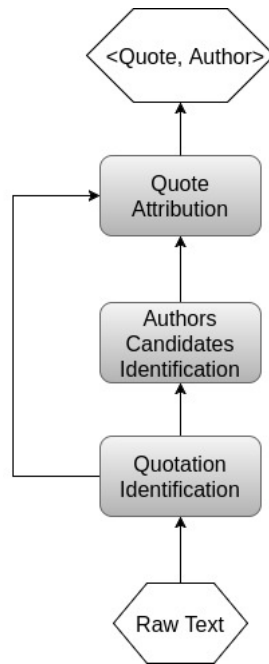 <Quote, Author>
Quote
Attribution
Authors
Candidates
Identification
Quotation
Identification
Raw Text